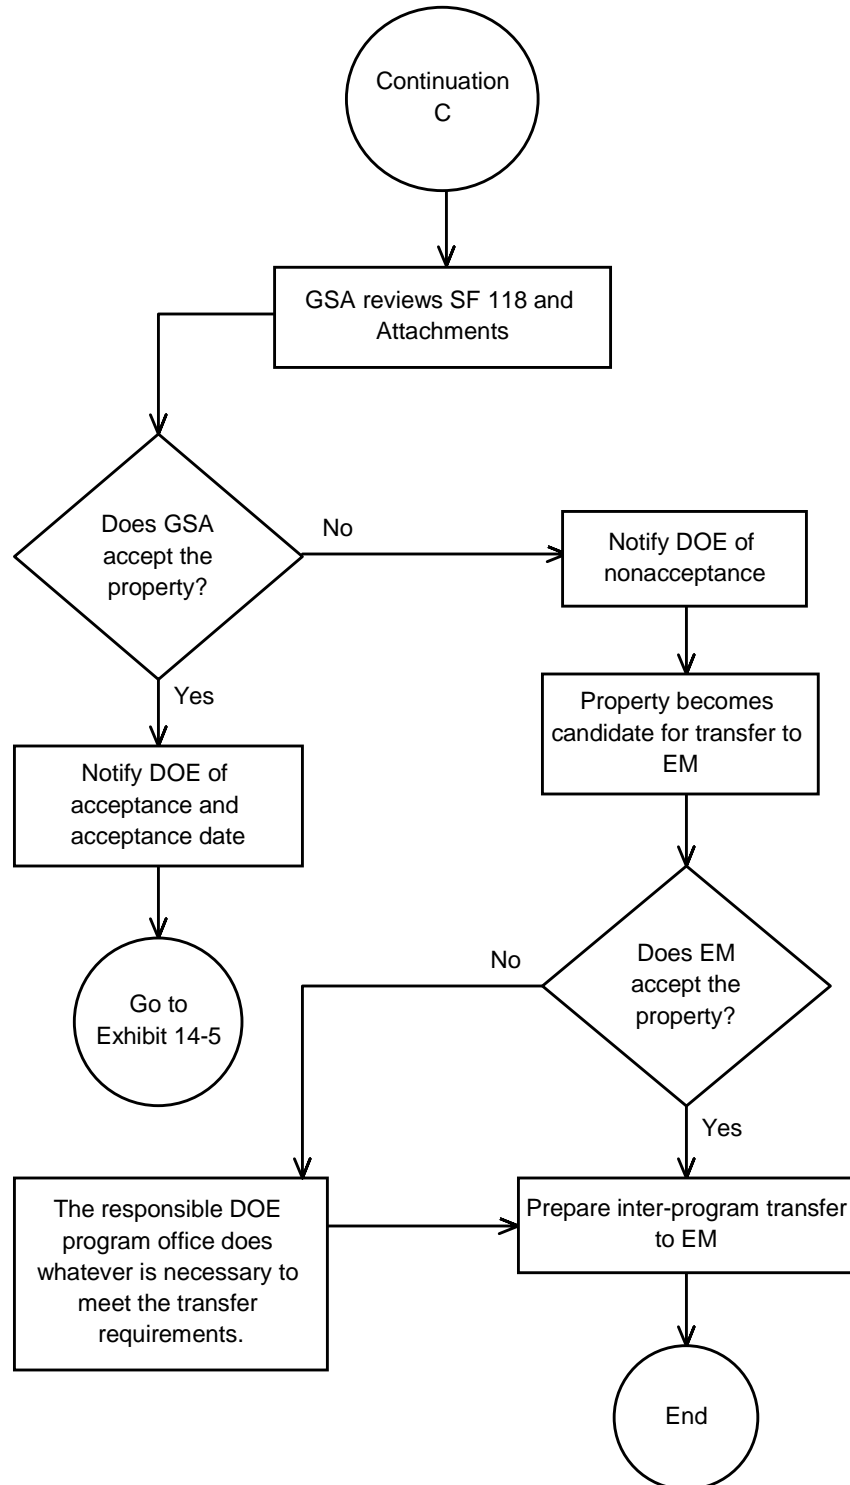 Continuation
C
GSA reviews SF 118 and
Attachments
Does GSA
accept the
property?
No
Notify DOE of
nonacceptance
Yes
Property becomes
candidate for transfer to
EM
Notify DOE of
acceptance and
acceptance date
Go to
Exhibit 14-5
Does EM
accept the
property?
No
Yes
The responsible DOE
program office does
whatever is necessary to
meet the transfer
requirements.
Prepare inter-program transfer
to EM
End